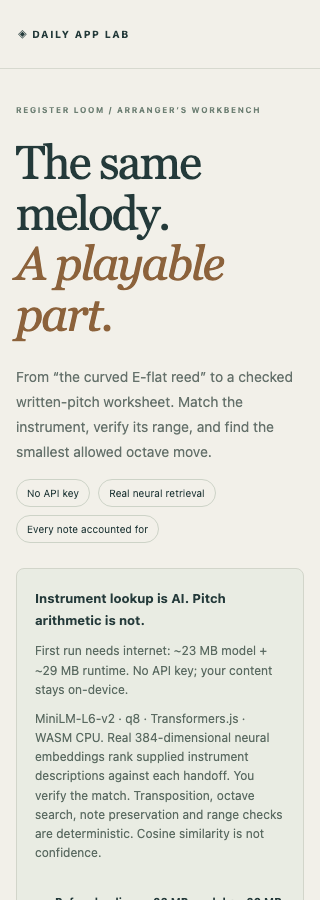 ◈ DAILY APP LAB
REGISTER LOOM / ARRANGER'S WORKBENCH
The same
melody.
A playable
part.
From “the curved E-flat reed” to a checked
written-pitch worksheet. Match the
instrument, verify its range, and find the
smallest allowed octave move.
No API key
Real neural retrieval
Every note accounted for
Instrument lookup is AI. Pitch
arithmetic is not.
First run needs internet: ~23 MB model +
~29 MB runtime. No API key; your content
stays on-device.
MiniLM-L6-v2 · q8 · Transformers.js ·
WASM CPU. Real 384-dimensional neural
embeddings rank supplied instrument
descriptions against each handoff. You
verify the match. Transposition, octave
search, note preservation and range checks
are deterministic. Cosine similarity is not
confidence.